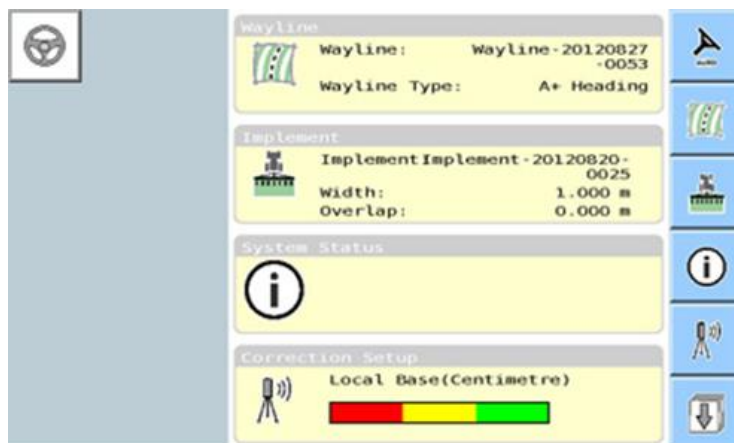 Wayline
Wayline: Wayline-20120827
-0053
Wayline Type: A+ Heading
Implement
Implement Implement-20120820-
0025
Width: 1.000 m
Overlap: 0.000 m
System Status
Correction Setup
Local Base(Centimetre)